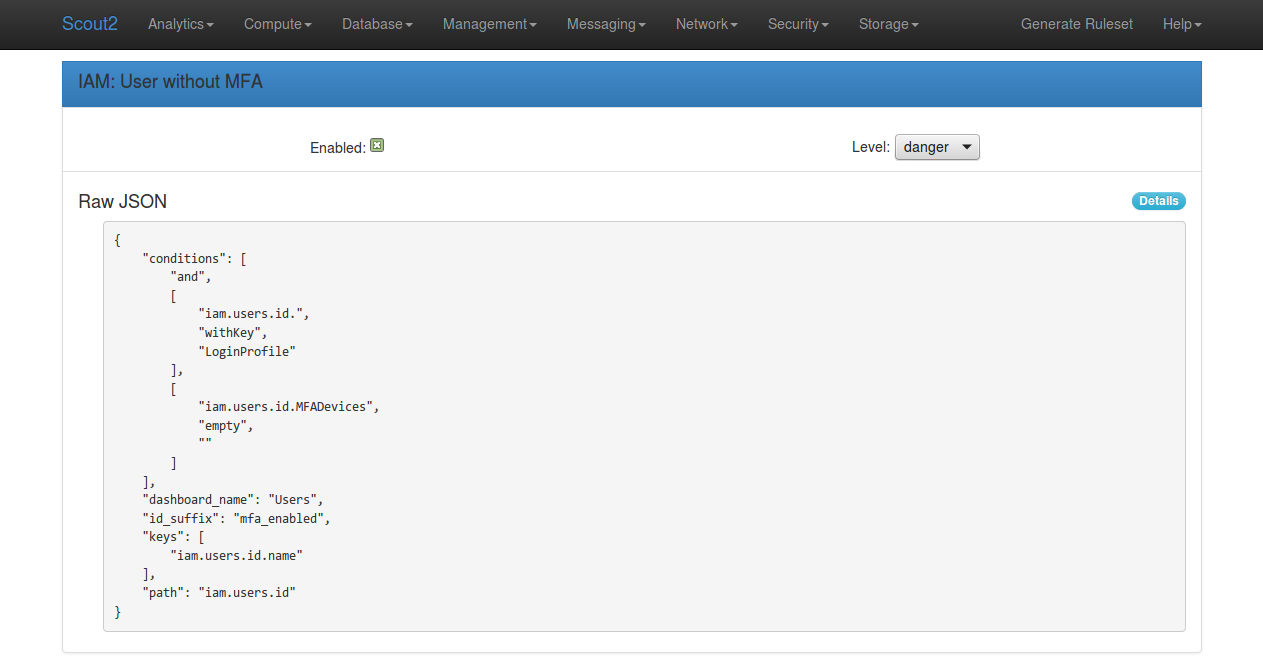 Scout2 Analytics Compute Database Management Messaging Network Security Storage Generate Ruleset Help
IAM: User without MFA
Enabled: Level: danger
Raw JSON Details
{
    "conditions": [
        "and",
        [
            "iam.users.id.",
            "withKey",
            "LoginProfile"
        ],
        [
            "iam.users.id.MFADevices",
            "empty",
            ""
        ]
    ],
    "dashboard_name": "Users",
    "id_suffix": "mfa_enabled",
    "keys": [
        "iam.users.id.name"
    ],
    "path": "iam.users.id"
}